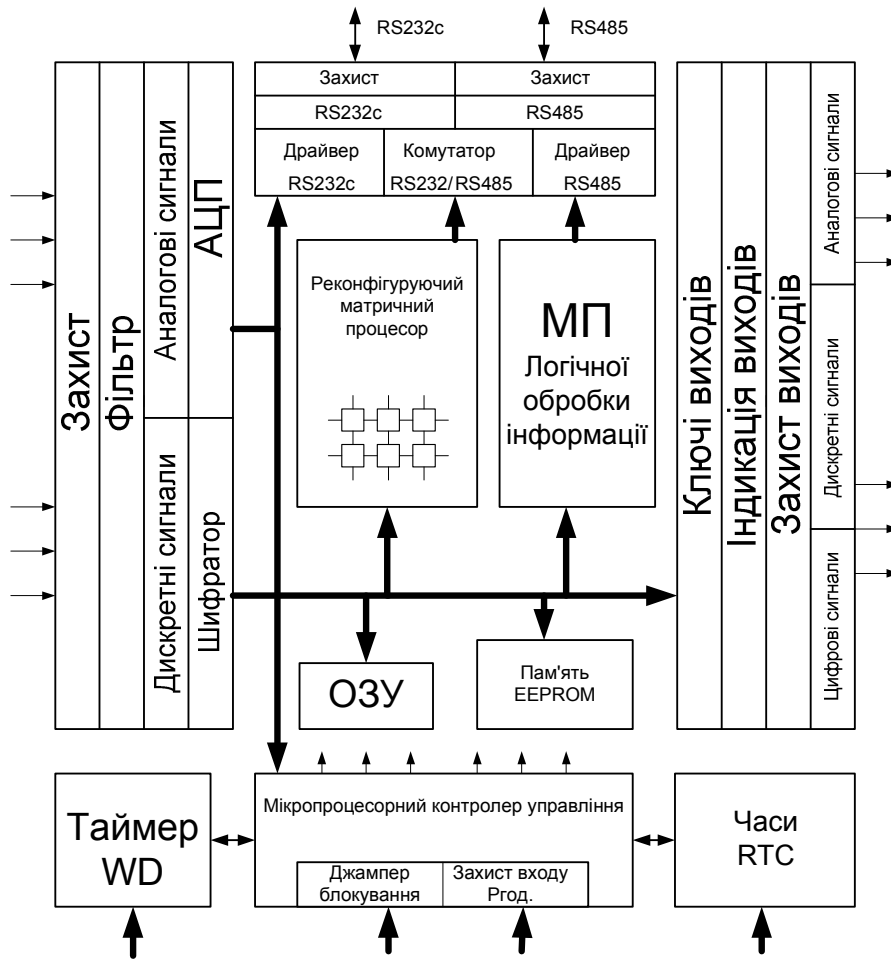 RS232c
RS485
Захист
Захист
RS232c
RS485
Драйвер
RS232c
Комутатор
RS232/RS485
Драйвер
RS485
Захист
Фільтр
Аналогові сигнали
АЦП
Дискретні сигнали
Шифратор
Реконфігуруючий
матричний
процесор
МП
Логічної
обробки
інформації
Ключі виходів
Індикація виходів
Захист виходів
Аналогові сигнали
Дискретні сигнали
Цифрові сигнали
ОЗУ
Пам'ять
EEPROM
Таймер
WD
Мікропроцесорний контролер управління
Джампер
блокування
Захист входу
Ргод.
Часи
RTC